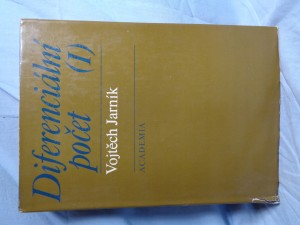 Diferenciální
počet (I)
Vojtěch Jarník
ACADEMIA